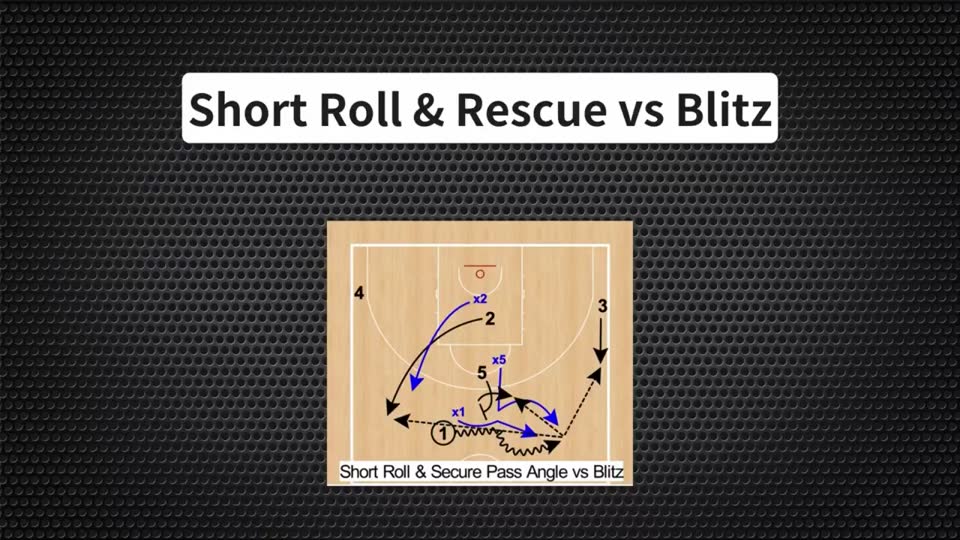 Short Roll & Rescue vs Blitz
4
x2
2
3
x5
5
x1
1
Short Roll & Secure Pass Angle vs Blitz